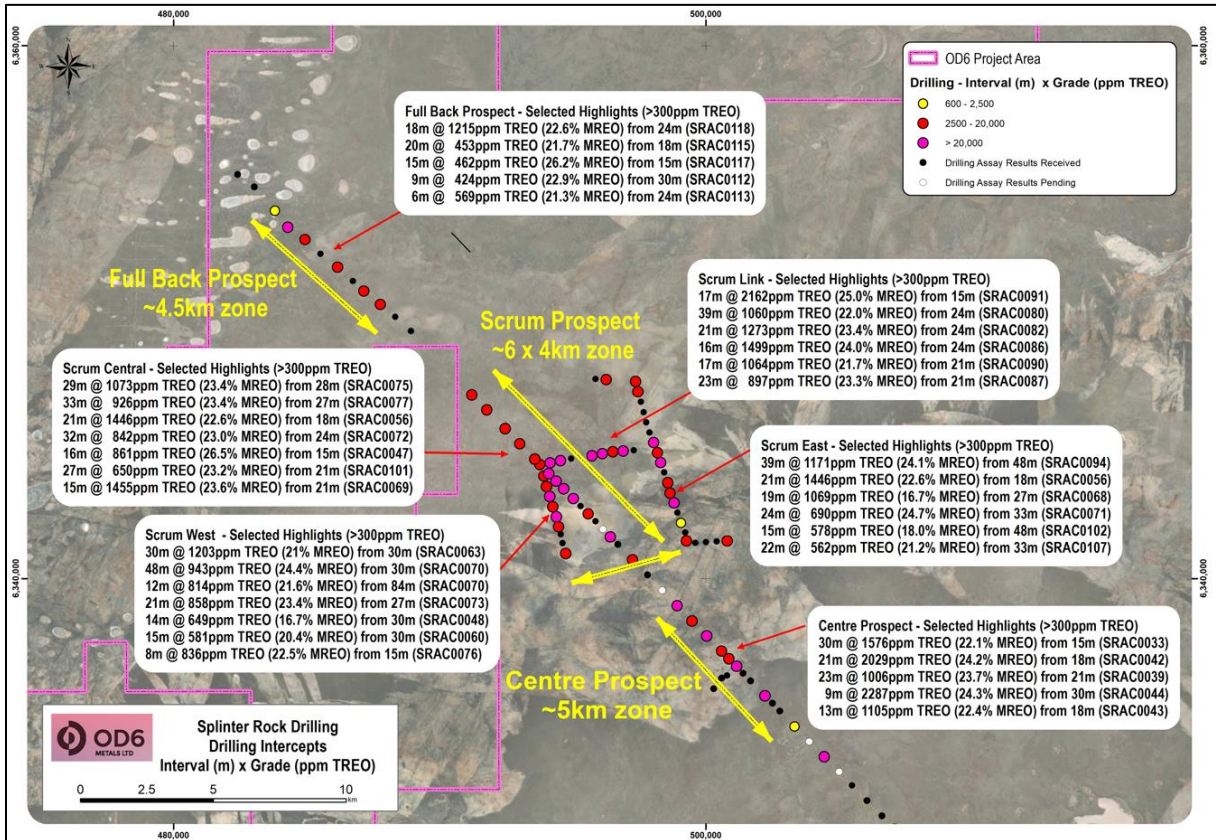 480,000
500,000
6,360,000
6,360,000
N
E
S
W
OD6 Project Area
Drilling - Interval (m) x Grade (ppm TREO)
600 - 2,500
2500 - 20,000
> 20,000
Drilling Assay Results Received
Drilling Assay Results Pending
Full Back Prospect - Selected Highlights (>300ppm TREO)
18m @ 1215ppm TREO (22.6% MREO) from 24m (SRAC0118)
20m @ 453ppm TREO (21.7% MREO) from 18m (SRAC0115)
15m @ 462ppm TREO (26.2% MREO) from 15m (SRAC0117)
9m @ 424ppm TREO (22.9% MREO) from 30m (SRAC0112)
6m @ 569ppm TREO (21.3% MREO) from 24m (SRAC0113)
Full Back Prospect
~4.5km zone
Scrum Link - Selected Highlights (>300ppm TREO)
17m @ 2162ppm TREO (25.0% MREO) from 15m (SRAC0091)
39m @ 1060ppm TREO (22.0% MREO) from 24m (SRAC0080)
21m @ 1273ppm TREO (23.4% MREO) from 24m (SRAC0082)
16m @ 1499ppm TREO (24.0% MREO) from 24m (SRAC0086)
17m @ 1064ppm TREO (21.7% MREO) from 21m (SRAC0090)
23m @ 897ppm TREO (23.3% MREO) from 21m (SRAC0087)
Scrum Prospect
~6 x 4km zone
Scrum Central - Selected Highlights (>300ppm TREO)
29m @ 1073ppm TREO (23.4% MREO) from 28m (SRAC0075)
33m @ 926ppm TREO (23.4% MREO) from 27m (SRAC0077)
21m @ 1446ppm TREO (22.6% MREO) from 18m (SRAC0056)
32m @ 842ppm TREO (23.0% MREO) from 24m (SRAC0072)
16m @ 861ppm TREO (26.5% MREO) from 15m (SRAC0047)
27m @ 650ppm TREO (23.2% MREO) from 21m (SRAC0101)
15m @ 1455ppm TREO (23.6% MREO) from 21m (SRAC0069)
Scrum East - Selected Highlights (>300ppm TREO)
39m @ 1171ppm TREO (24.1% MREO) from 48m (SRAC0094)
21m @ 1446ppm TREO (22.6% MREO) from 18m (SRAC0056)
19m @ 1069ppm TREO (16.7% MREO) from 27m (SRAC0068)
24m @ 690ppm TREO (24.7% MREO) from 33m (SRAC0071)
15m @ 578ppm TREO (18.0% MREO) from 48m (SRAC0102)
22m @ 562ppm TREO (21.2% MREO) from 33m (SRAC0107)
Scrum West - Selected Highlights (>300ppm TREO)
30m @ 1203ppm TREO (21% MREO) from 30m (SRAC0063)
48m @ 943ppm TREO (24.4% MREO) from 30m (SRAC0070)
12m @ 814ppm TREO (21.6% MREO) from 84m (SRAC0070)
21m @ 858ppm TREO (23.4% MREO) from 27m (SRAC0073)
14m @ 649ppm TREO (16.7% MREO) from 30m (SRAC0048)
15m @ 581ppm TREO (20.4% MREO) from 30m (SRAC0060)
8m @ 836ppm TREO (22.5% MREO) from 15m (SRAC0076)
6,340,000
6,340,000
Centre Prospect - Selected Highlights (>300ppm TREO)
30m @ 1576ppm TREO (22.1% MREO) from 15m (SRAC0033)
21m @ 2029ppm TREO (24.2% MREO) from 18m (SRAC0042)
23m @ 1006ppm TREO (23.7% MREO) from 21m (SRAC0039)
9m @ 2287ppm TREO (24.3% MREO) from 30m (SRAC0044)
13m @ 1105ppm TREO (22.4% MREO) from 18m (SRAC0043)
Centre Prospect
~5km zone
OD6
METALS LTD
Splinter Rock Drilling
Drilling Intercepts
Interval (m) x Grade (ppm TREO)
0 2.5 5 10
km
480,000
500,000